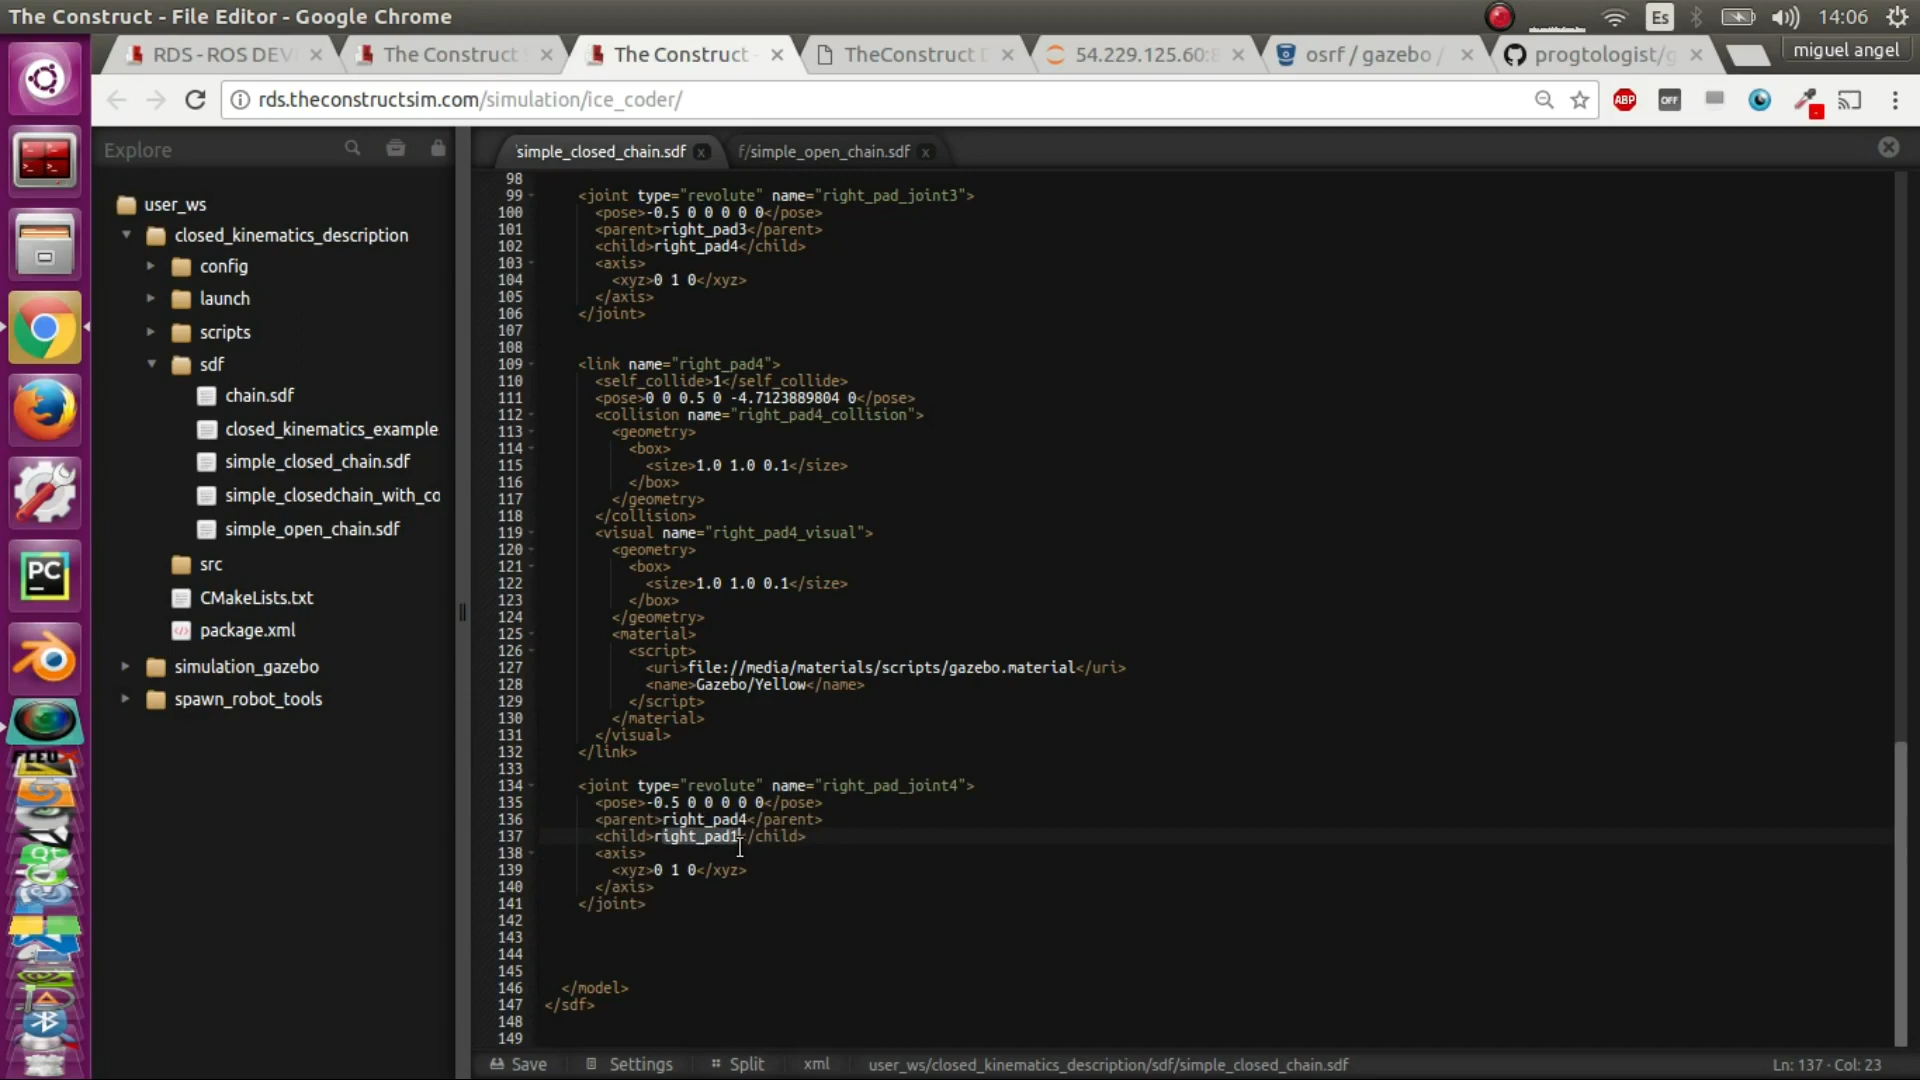 The Construct - File Editor - Google Chrome
Es
14:06
RDS - ROS DEV
The Construct S
The Construct -
TheConstruct D
54.229.125.60:8
osrf / gazebo /
progtologist/g
miguel angel
rds.theconstructsim.com/simulation/ice_coder/
ABP
OFF
Explore
user_ws
closed_kinematics_description
config
launch
scripts
sdf
chain.sdf
closed_kinematics_example.
simple_closed_chain.sdf
simple_closedchain_with_co
simple_open_chain.sdf
src
CMakeLists.txt
package.xml
simulation_gazebo
spawn_robot_tools
PC
'simple_closed_chain.sdf x
f/simple_open_chain.sdf x
98
99 <joint type="revolute" name="right_pad_joint3">
100 <pose>-0.5 0 0 0 0 0</pose>
101 <parent>right_pad3</parent>
102 <child>right_pad4</child>
103 <axis>
104 <xyz>0 1 0</xyz>
105 </axis>
106 </joint>
107
108
109 <link name="right_pad4">
110 <self_collide>1</self_collide>
111 <pose>0 0 0.5 0 -4.7123889804 0</pose>
112 <collision name="right_pad4_collision">
113 <geometry>
114 <box>
115 <size>1.0 1.0 0.1</size>
116 </box>
117 </geometry>
118 </collision>
119 <visual name="right_pad4_visual">
120 <geometry>
121 <box>
122 <size>1.0 1.0 0.1</size>
123 </box>
124 </geometry>
125 <material>
126 <script>
127 <uri>file://media/materials/scripts/gazebo.material</uri>
128 <name>Gazebo/Yellow</name>
129 </script>
130 </material>
131 </visual>
132 </link>
133
134 <joint type="revolute" name="right_pad_joint4">
135 <pose>-0.5 0 0 0 0 0</pose>
136 <parent>right_pad4</parent>
137 <child>right_pad1</child>
138 <axis>
139 <xyz>0 1 0</xyz>
140 </axis>
141 </joint>
142
143
144
145
146 </model>
147 </sdf>
148
149
Save Settings Split xml user_ws/closed_kinematics_description/sdf/simple_closed_chain.sdf Ln: 137 · Col: 23